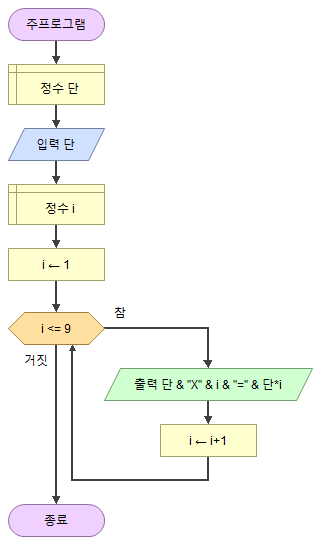 주프로그램
정수 단
입력 단
정수 i
i ← 1
i <= 9
참
거짓
출력 단 & "X" & i & "=" & 단*i
i ← i+1
종료